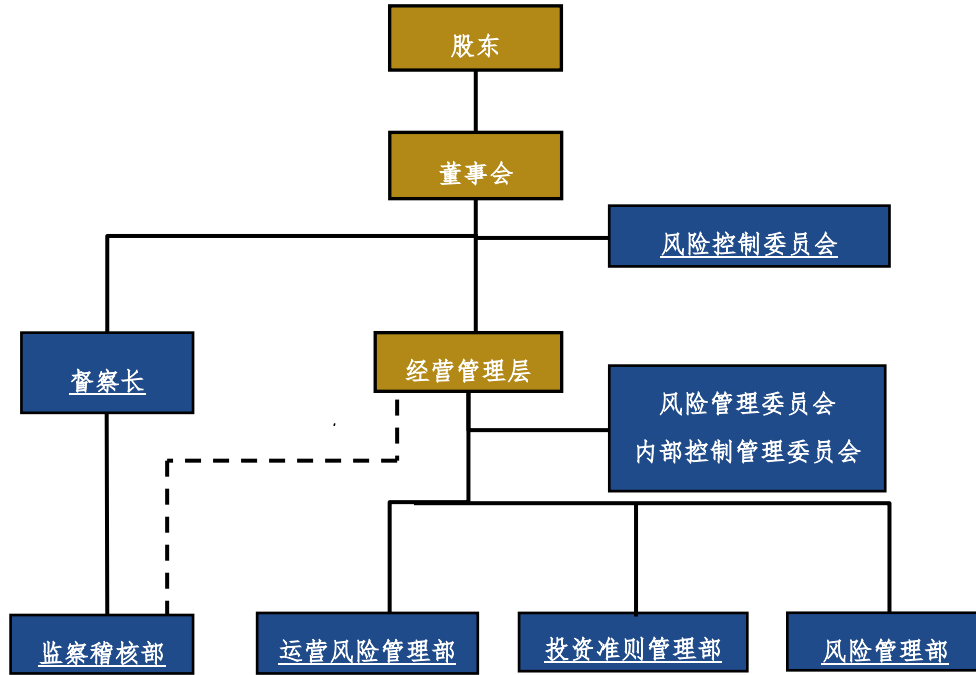 股东
董事会
风险控制委员会
督察长
经营管理层
风险管理委员会
内部控制管理委员会
监察稽核部
运营风险管理部
投资准则管理部
风险管理部